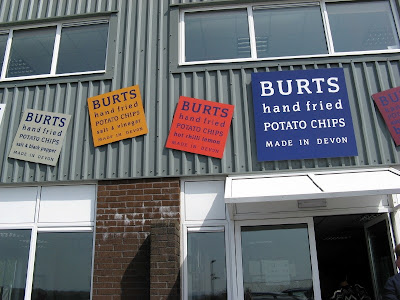 BURTS
hand fried
POTATO CHIPS
salt & black pepper
MADE IN DEVON
BURTS
hand fried
POTATO CHIPS
salt & vinegar
MADE IN DEVON
BURTS
hand fried
POTATO CHIPS
hot chilli lemon
MADE IN DEVON
BURTS
hand fried
POTATO CHIPS
MADE IN DEVON